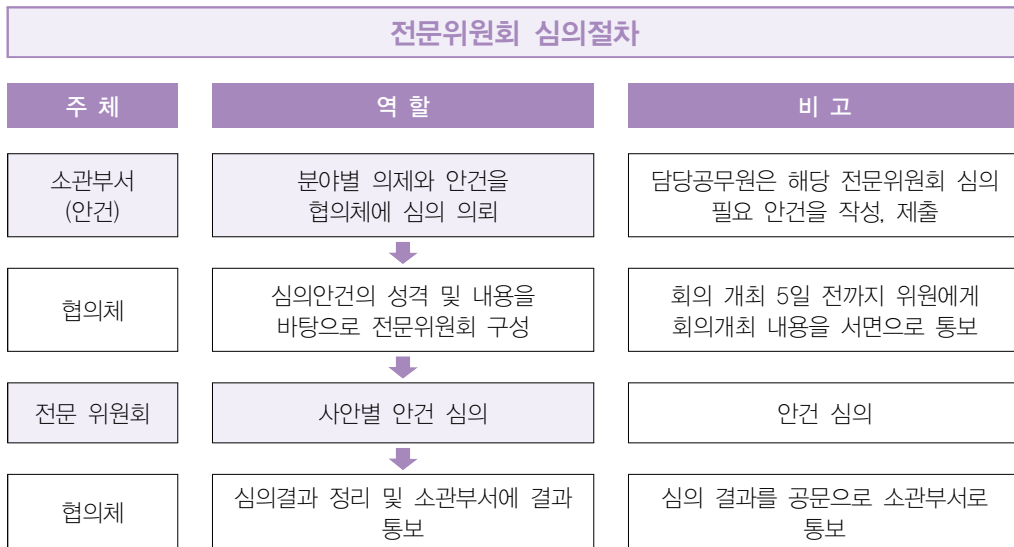 전문위원회 심의절차
주 체
역 할
비 고
소관부서
(안건)
분야별 의제와 안건을
협의체에 심의 의뢰
담당공무원은 해당 전문위원회 심의
필요 안건을 작성, 제출
협의체
심의안건의 성격 및 내용을
바탕으로 전문위원회 구성
회의 개최 5일 전까지 위원에게
회의개최 내용을 서면으로 통보
전문 위원회
사안별 안건 심의
안건 심의
협의체
심의결과 정리 및 소관부서에 결과
통보
심의 결과를 공문으로 소관부서로
통보